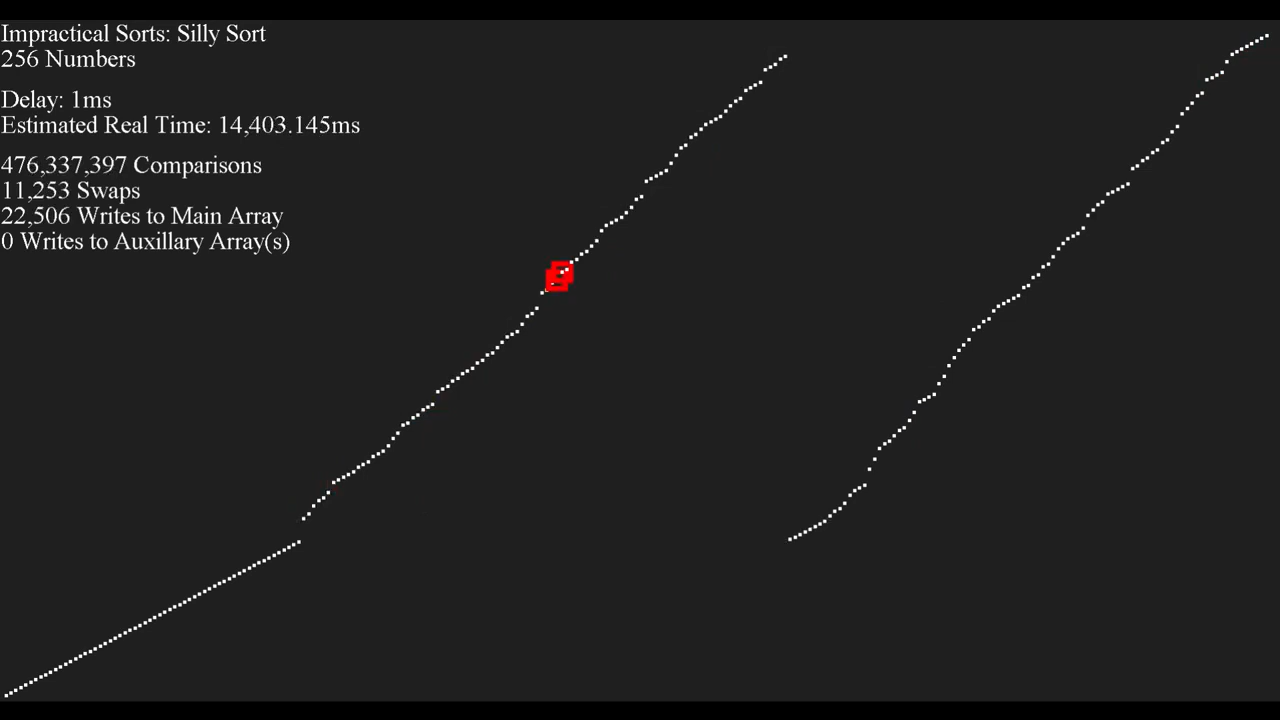 Impractical Sorts: Silly Sort
256 Numbers
Delay: 1ms
Estimated Real Time: 14,403.145ms
476,337,397 Comparisons
11,253 Swaps
22,506 Writes to Main Array
0 Writes to Auxillary Array(s)